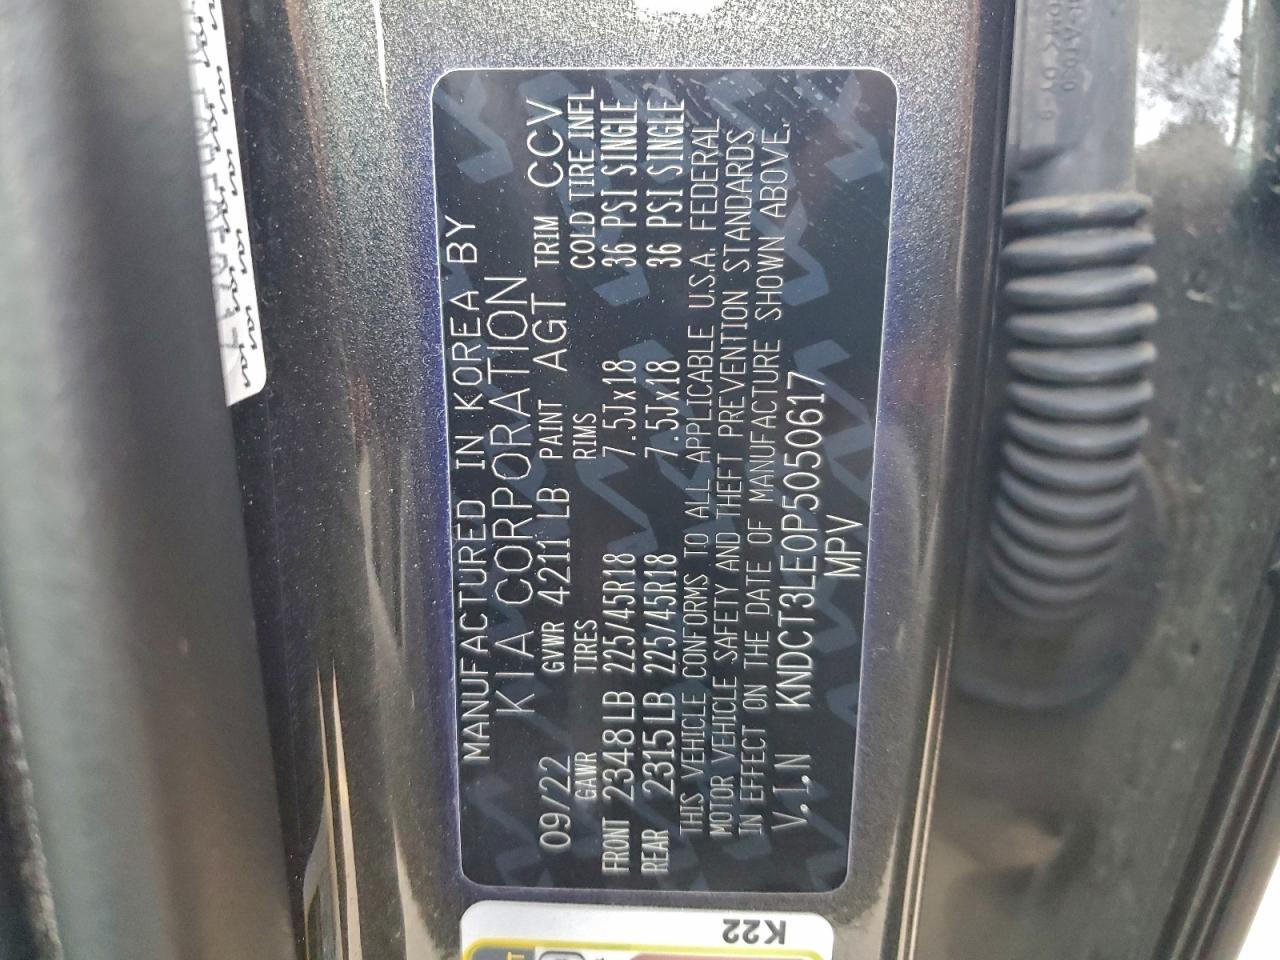 MANUFACTURED IN KOREA BY
KIA CORPORATION
09/22 GVWR 4211 LB PAINT AGT TRIM CCV
GAWR TIRES RIMS COLD TIRE INFL
FRONT 2348LB 225/45R18 7.5Jx18 36 PSI SINGLE
REAR 2315LB 225/45R18 7.5Jx18 36 PSI SINGLE
THIS VEHICLE CONFORMS TO ALL APPLICABLE U.S.A. FEDERAL
MOTOR VEHICLE SAFETY AND THEFT PREVENTION STANDARDS
IN EFFECT ON THE DATE OF MANUFACTURE SHOWN ABOVE.
V.I.N KNDCT3LE0P5050617
MPV
K22